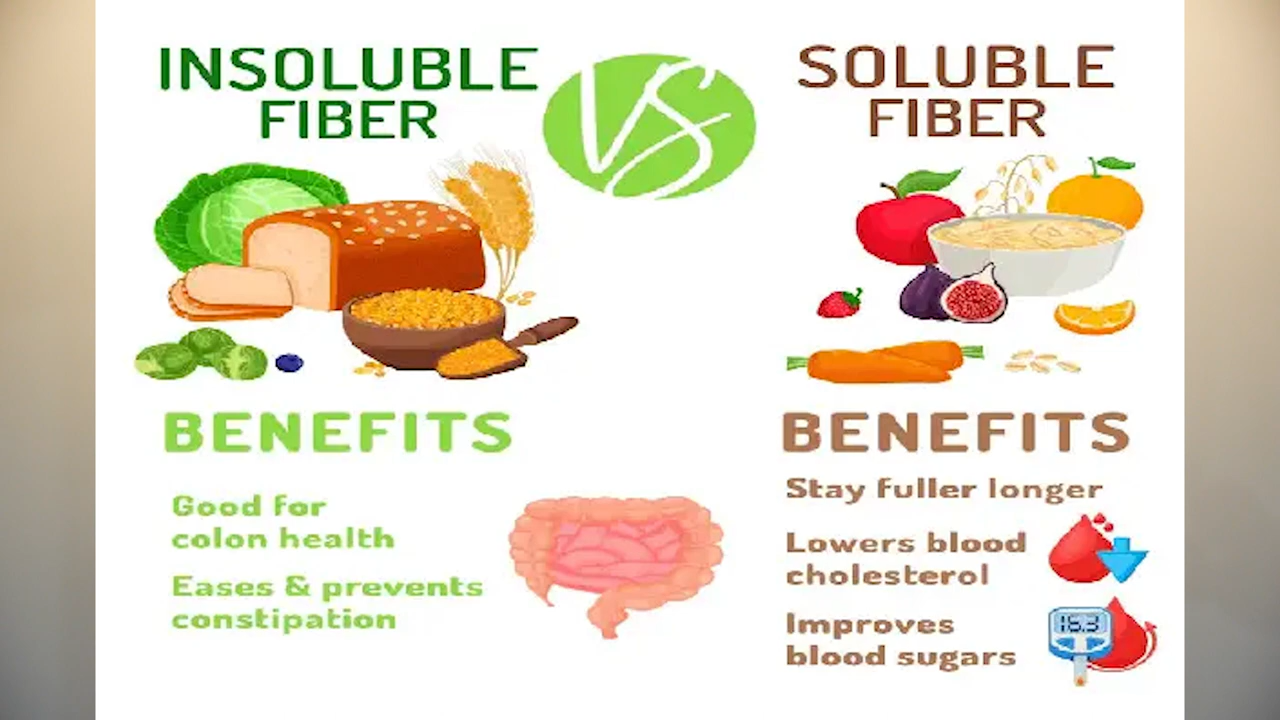 INSOLUBLE
FIBER
VS
SOLUBLE
FIBER
BENEFITS
Good for
colon health
Eases & prevents
constipation
BENEFITS
Stay fuller longer
Lowers blood
cholesterol
Improves
blood sugars
16.3